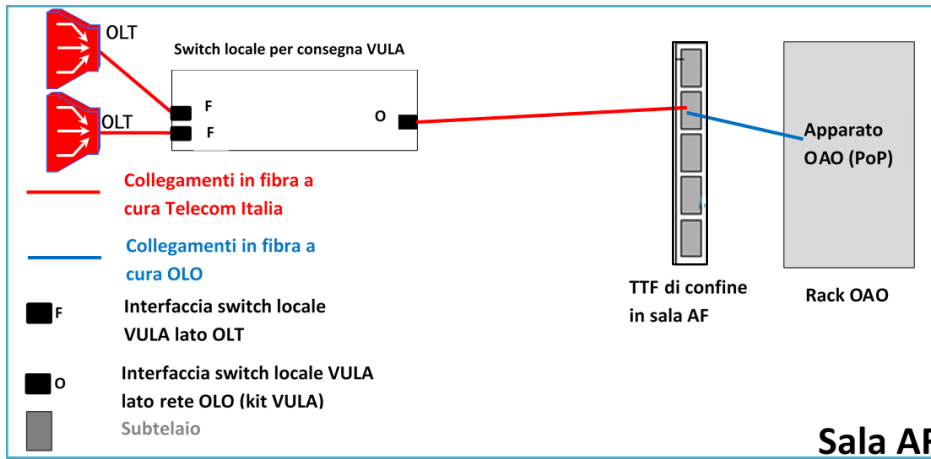 OLT
Switch locale per consegna VULA
F
OLT
F
O
Apparato
OAO (PoP)
Collegamenti in fibra a
cura Telecom Italia
Collegamenti in fibra a
cura OLO
TTF di confine
in sala AF
Rack OAO
F
Interfaccia switch locale
VULA lato OLT
O
Interfaccia switch locale VULA
lato rete OLO (kit VULA)
Subtelaio
Sala AF